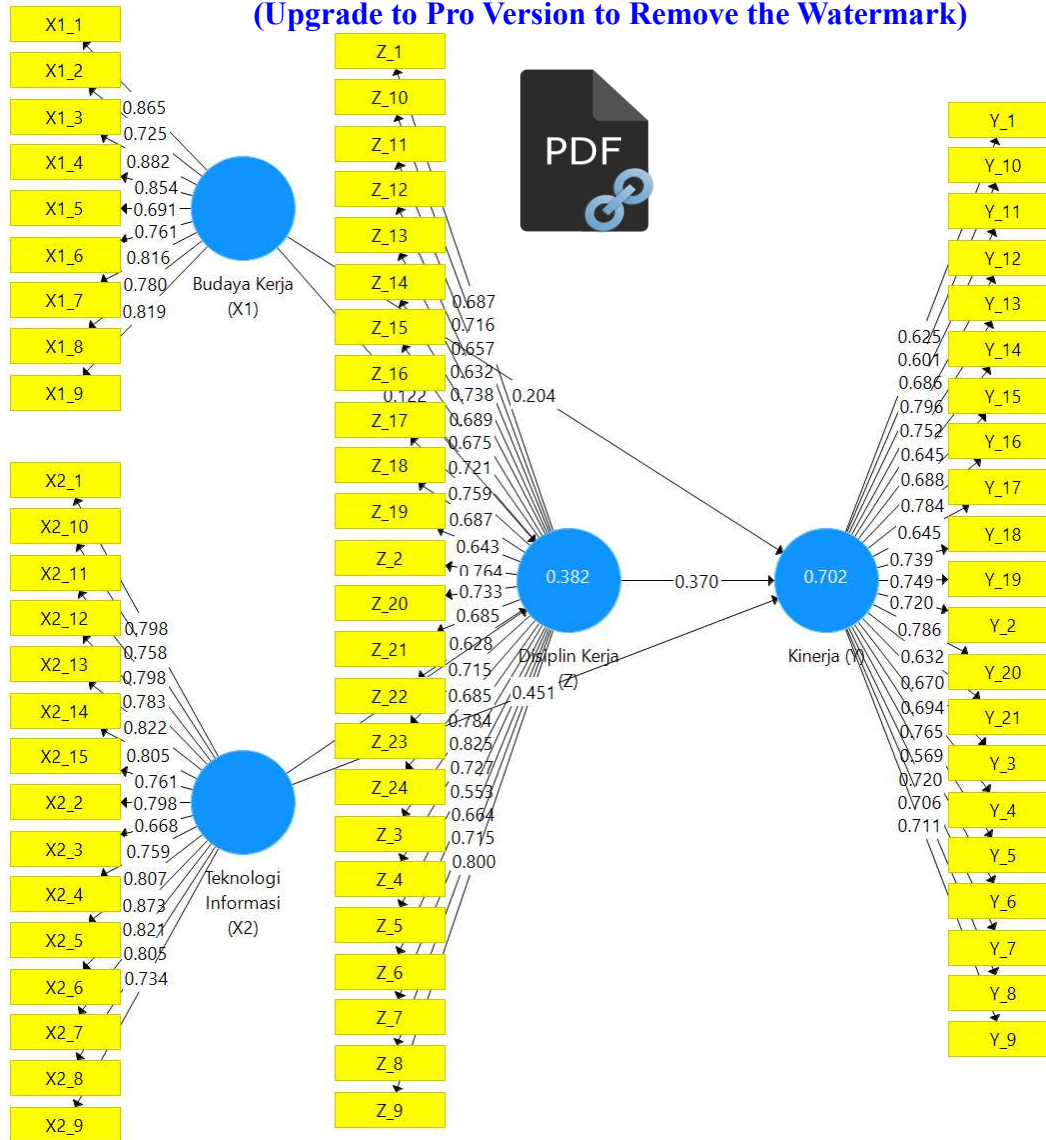 (Upgrade to Pro Version to Remove the Watermark)
X1_1
X1_2
X1_3
X1_4
X1_5
X1_6
X1_7
X1_8
X1_9
0.865
0.725
0.882
0.854
0.691
0.761
0.816
0.780
0.819
Budaya Kerja
(X1)
X2_1
X2_10
X2_11
X2_12
X2_13
X2_14
X2_15
X2_2
X2_3
X2_4
X2_5
X2_6
X2_7
X2_8
X2_9
0.798
0.758
0.798
0.783
0.822
0.805
0.761
0.798
0.668
0.759
0.807
0.873
0.821
0.805
0.734
Teknologi
Informasi
(X2)
Z_1
Z_10
Z_11
Z_12
Z_13
Z_14
Z_15
Z_16
Z_17
Z_18
Z_19
Z_2
Z_20
Z_21
Z_22
Z_23
Z_24
Z_3
Z_4
Z_5
Z_6
Z_7
Z_8
Z_9
PDF
0.687
0.716
0.657
0.632
0.738
0.689
0.675
0.721
0.759
0.687
0.643
0.764
0.733
0.685
0.628
0.715
0.685
0.784
0.825
0.727
0.553
0.664
0.715
0.800
0.122
0.204
0.382
Disiplin Kerja
(Z)
0.370
0.451
0.702
Kinerja (Y)
0.625
0.601
0.686
0.796
0.752
0.645
0.688
0.784
0.645
0.739
0.749
0.720
0.786
0.632
0.670
0.694
0.765
0.569
0.720
0.706
0.711
Y_1
Y_10
Y_11
Y_12
Y_13
Y_14
Y_15
Y_16
Y_17
Y_18
Y_19
Y_2
Y_20
Y_21
Y_3
Y_4
Y_5
Y_6
Y_7
Y_8
Y_9